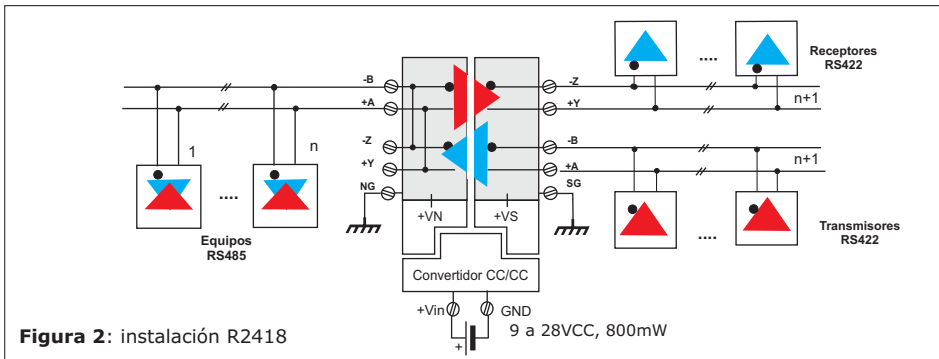 Receptores
RS422
....
-B
-Z
+A
+Y
n+1
-Z
-B
1
n
+Y
+A
n+1
NG
SG
+VN
+VS
....
....
Equipos
RS485
Transmisores
RS422
Convertidor CC/CC
+Vin
GND
+
9 a 28VCC, 800mW
Figura 2: instalación R2418